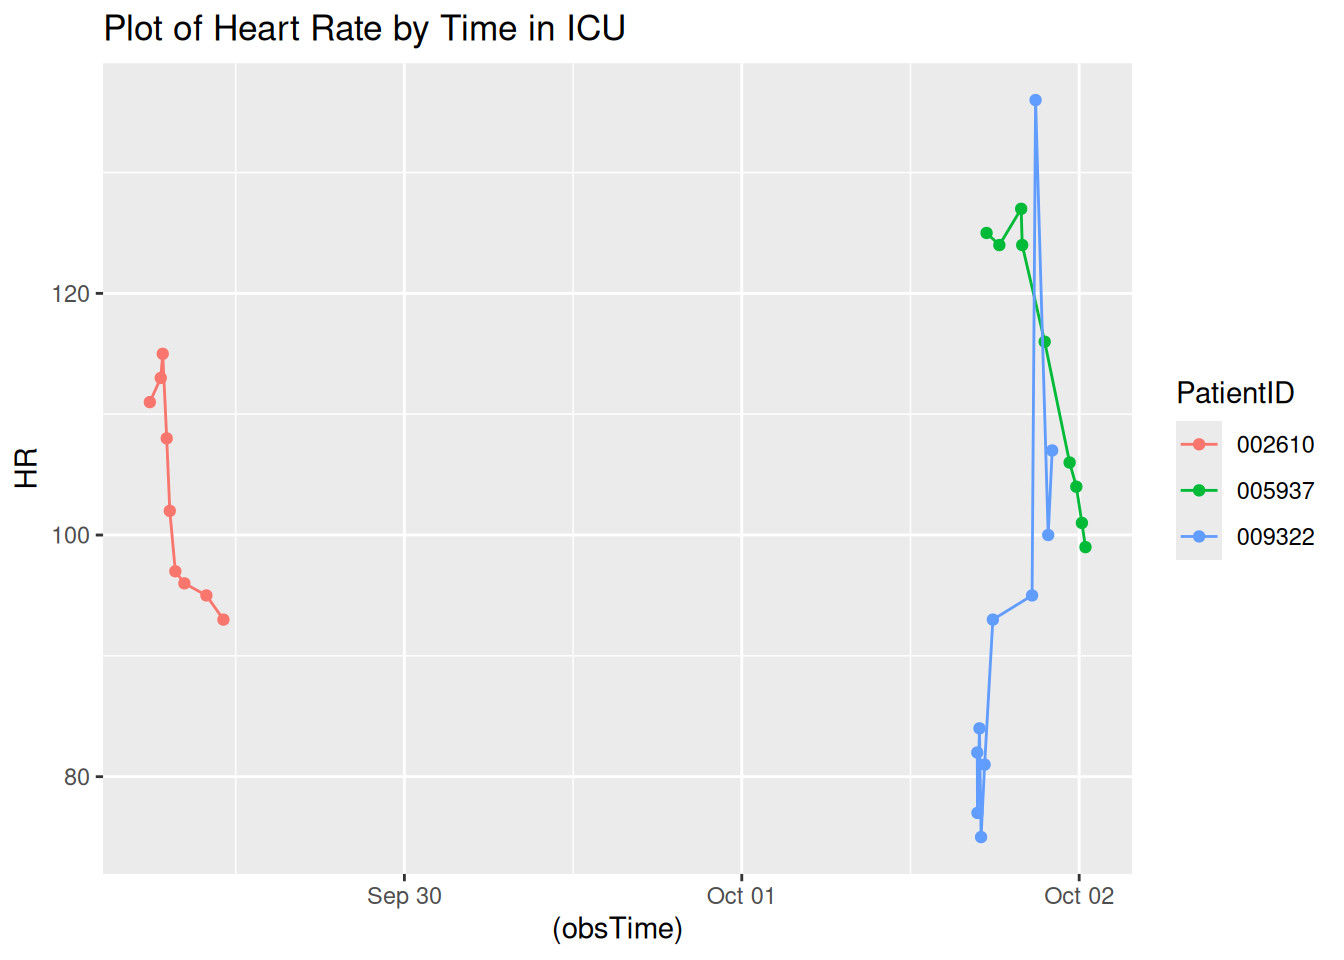 Plot of Heart Rate by Time in ICU
HR
120
100
80
Sep 30
Oct 01
Oct 02
(obsTime)
PatientID
002610
005937
009322